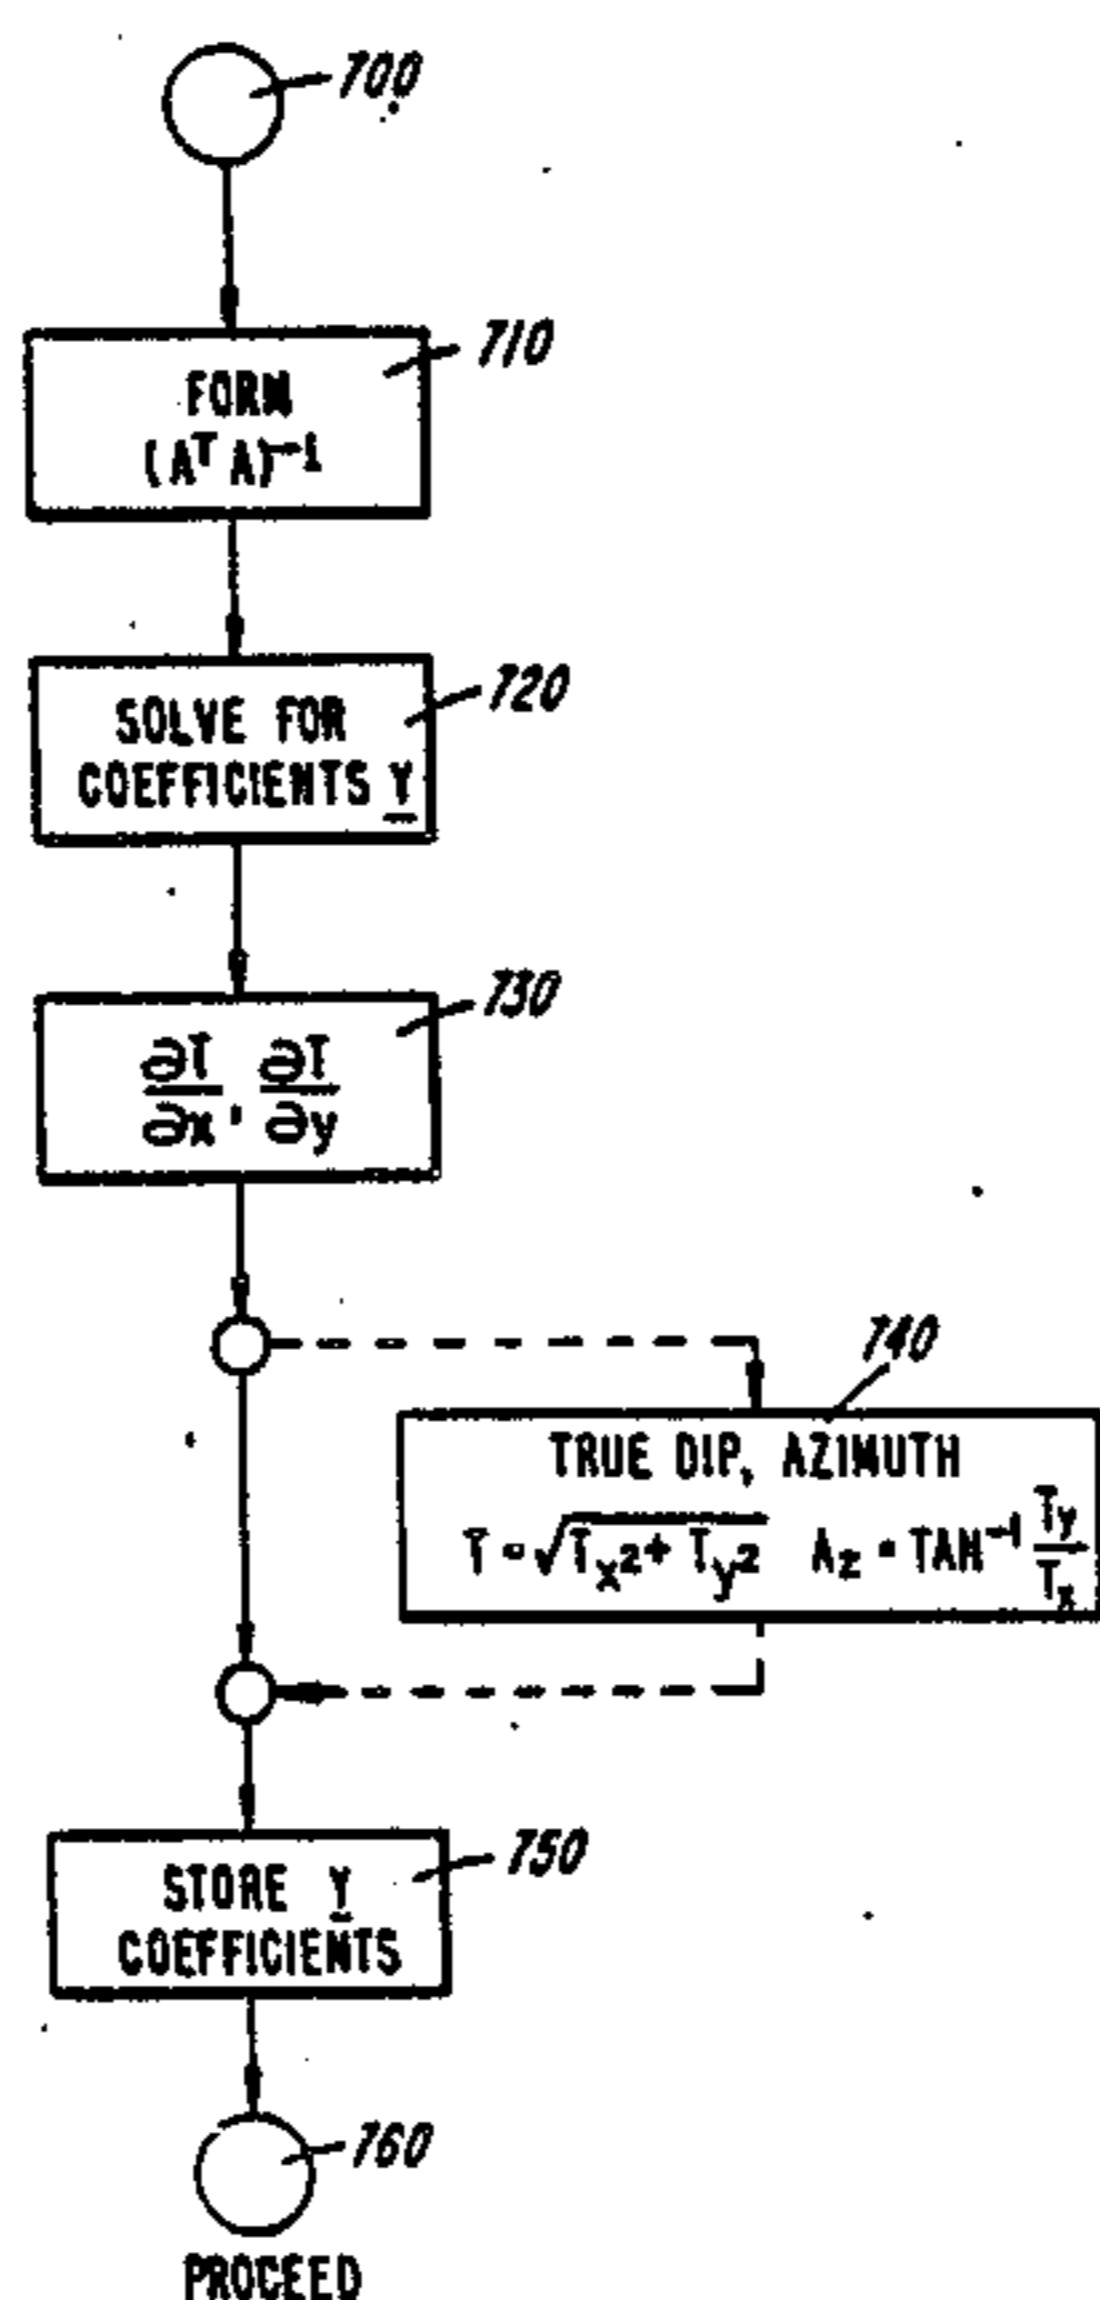 700
710
FORM
(Aᵀ A)⁻¹
720
SOLVE FOR
COEFFICIENTS Y
730
∂T/∂x, ∂T/∂y
740
TRUE DIP, AZIMUTH
T = √(Tx² + Ty²) Az = TAN⁻¹ Ty/Tx
750
STORE Y
COEFFICIENTS
760
PROCEED